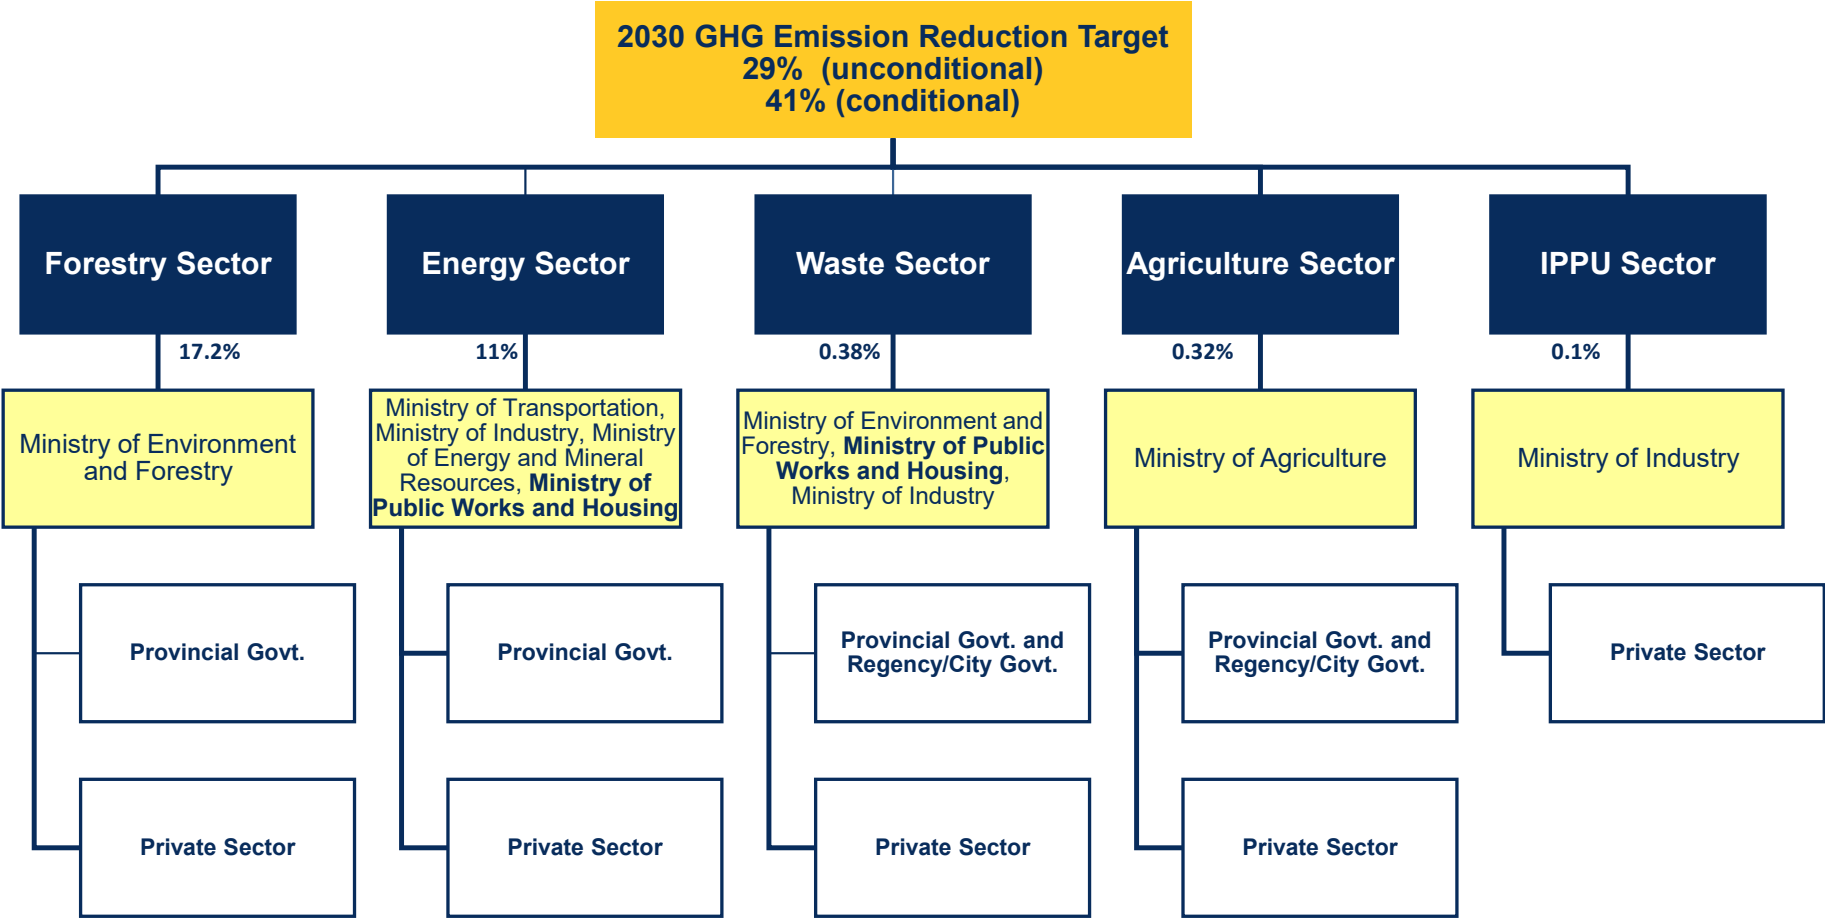 2030 GHG Emission Reduction Target
29% (unconditional)
41% (conditional)
Forestry Sector
Energy Sector
Waste Sector
Agriculture Sector
IPPU Sector
17.2%
11%
0.38%
0.32%
0.1%
Ministry of Environment
and Forestry
Ministry of Transportation,
Ministry of Industry, Ministry
of Energy and Mineral
Resources, Ministry of
Public Works and Housing
Ministry of Environment and
Forestry, Ministry of Public
Works and Housing,
Ministry of Industry
Ministry of Agriculture
Ministry of Industry
Provincial Govt.
Provincial Govt.
Provincial Govt. and
Regency/City Govt.
Provincial Govt. and
Regency/City Govt.
Private Sector
Private Sector
Private Sector
Private Sector
Private Sector